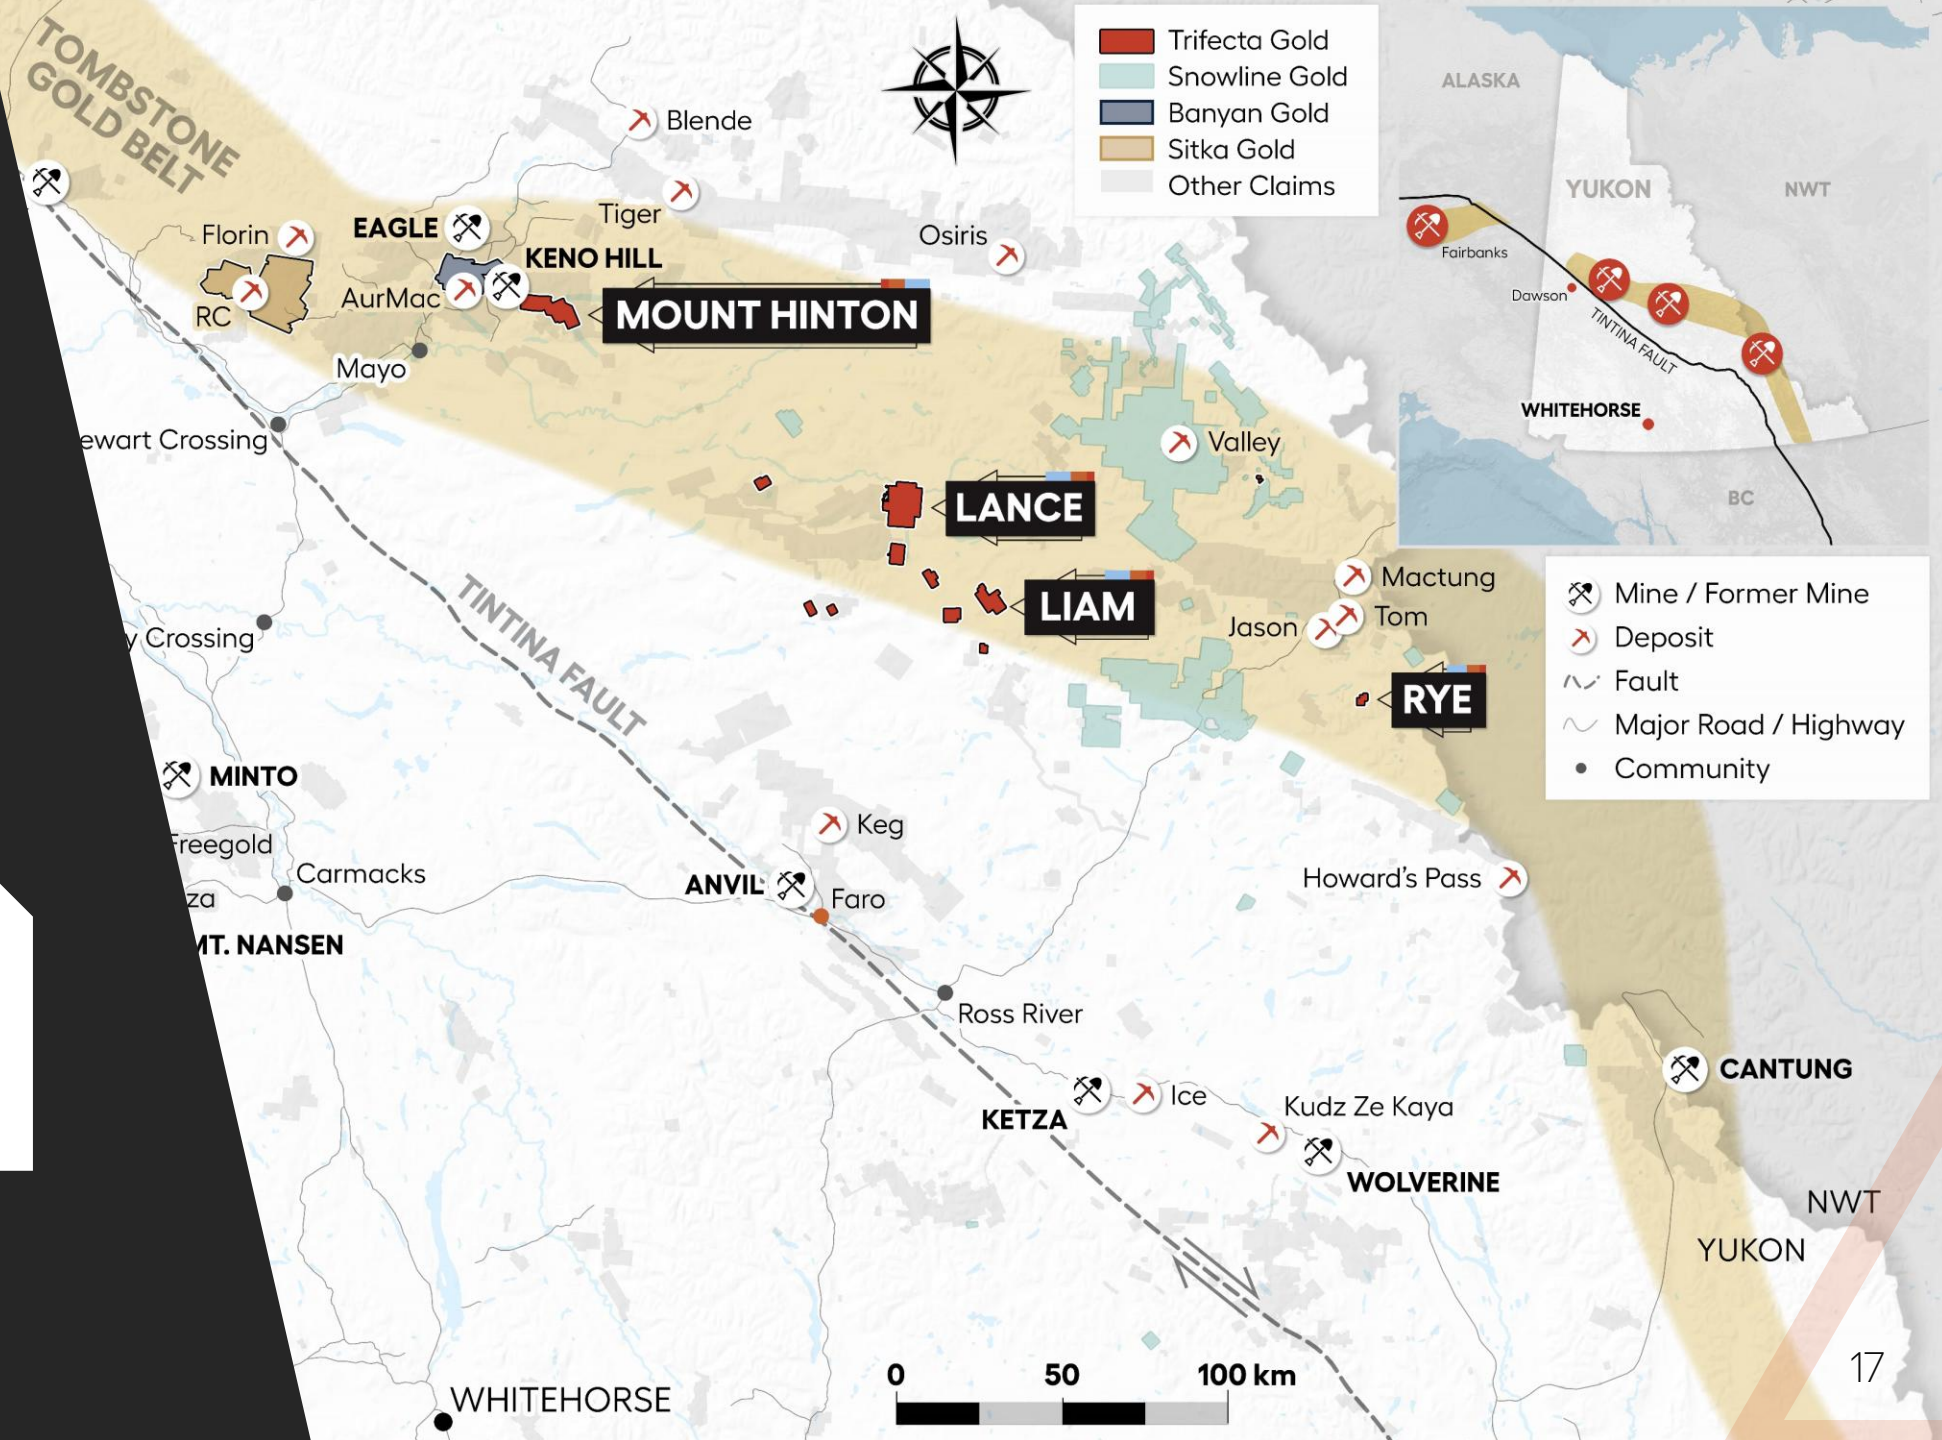 TOMBSTONE
GOLD BELT
Blende
Tiger
Florin
EAGLE
KENO HILL
Osiris
AurMac
RC
MOUNT HINTON
Mayo
ewart Crossing
Valley
LANCE
LIAM
Mactung
Tom
Jason
RYE
TINTINA FAULT
y Crossing
MINTO
Freegold
Carmacks
za
MT. NANSEN
Keg
ANVIL
Faro
Howard's Pass
Ross River
KETZA
Ice
Kudz Ze Kaya
WOLVERINE
CANTUNG
NWT
YUKON
WHITEHORSE
0 50 100 km
Trifecta Gold
Snowline Gold
Banyan Gold
Sitka Gold
Other Claims
ALASKA
YUKON
NWT
Fairbanks
Dawson
TINTINA FAULT
WHITEHORSE
BC
Mine / Former Mine
Deposit
Fault
Major Road / Highway
Community
17